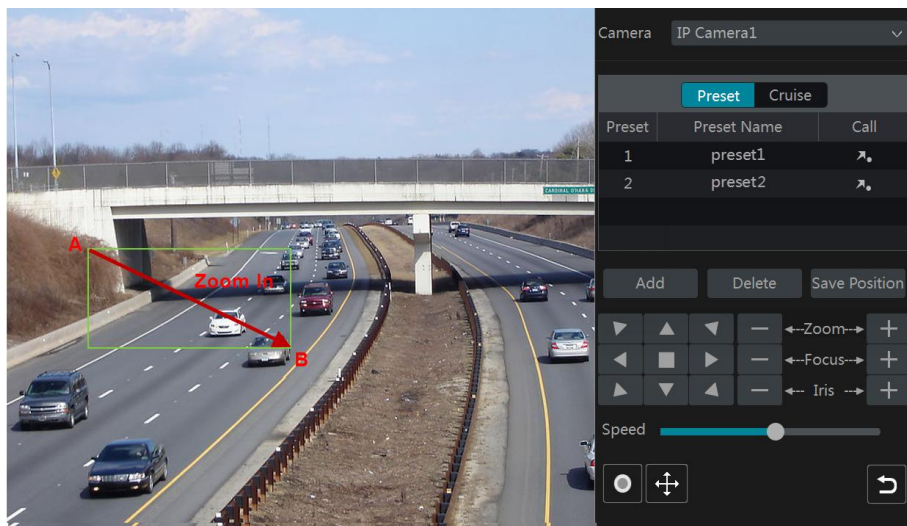 Camera IP Camera1
Preset Cruise
Preset Preset Name Call
1 preset1
2 preset2
CARDINAL O'HARA
A
Zoom In
B
Add Delete Save Position
Zoom
Focus
Iris
Speed